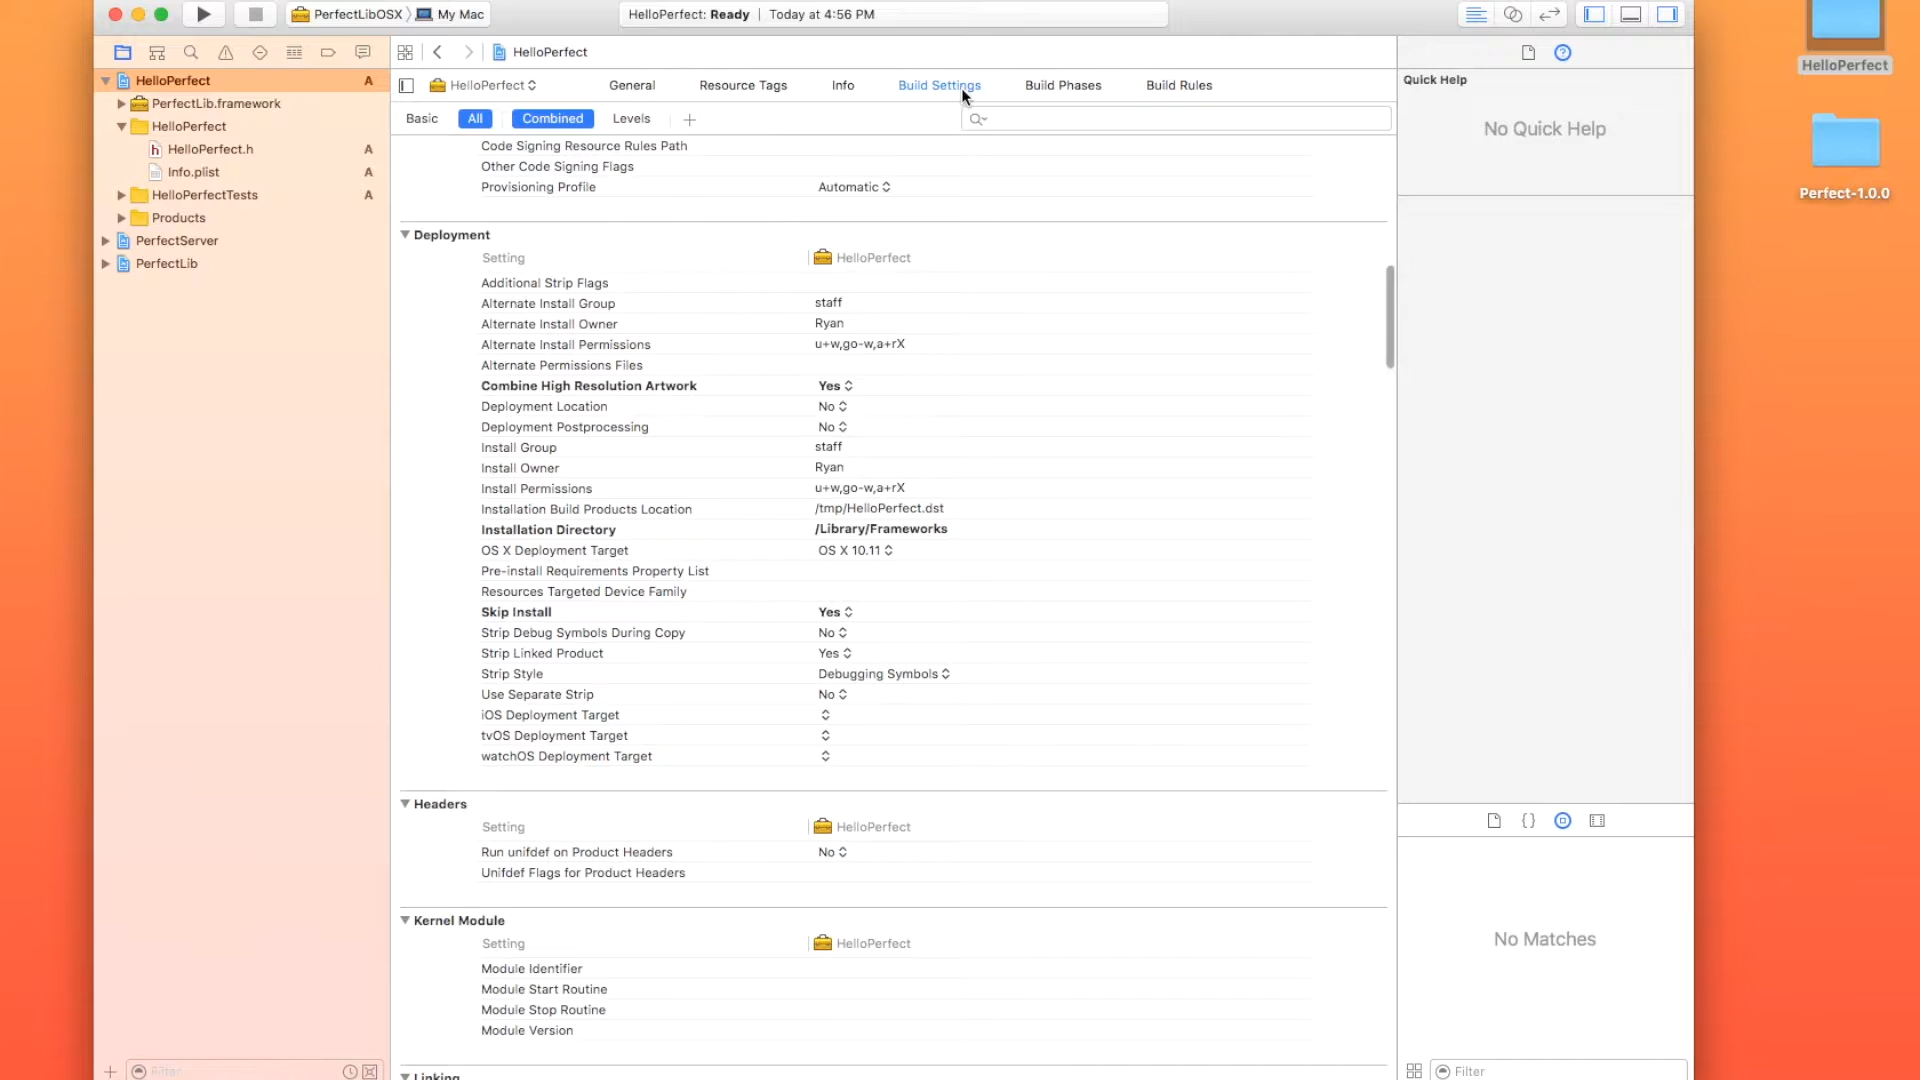 PerfectLibOSX My Mac
HelloPerfect: Ready | Today at 4:56 PM
HelloPerfect
HelloPerfect A
PerfectLib.framework
HelloPerfect
HelloPerfect.h A
Info.plist A
HelloPerfectTests A
Products
PerfectServer
PerfectLib
Filter
HelloPerfect General Resource Tags Info Build Settings Build Phases Build Rules
Basic All Combined Levels
Code Signing Resource Rules Path
Other Code Signing Flags
Provisioning Profile Automatic
Deployment
Setting HelloPerfect
Additional Strip Flags
Alternate Install Group staff
Alternate Install Owner Ryan
Alternate Install Permissions u+w,go-w,a+rX
Alternate Permissions Files
Combine High Resolution Artwork Yes
Deployment Location No
Deployment Postprocessing No
Install Group staff
Install Owner Ryan
Install Permissions u+w,go-w,a+rX
Installation Build Products Location /tmp/HelloPerfect.dst
Installation Directory /Library/Frameworks
OS X Deployment Target OS X 10.11
Pre-install Requirements Property List
Resources Targeted Device Family
Skip Install Yes
Strip Debug Symbols During Copy No
Strip Linked Product Yes
Strip Style Debugging Symbols
Use Separate Strip No
iOS Deployment Target
tvOS Deployment Target
watchOS Deployment Target
Headers
Setting HelloPerfect
Run unifdef on Product Headers No
Unifdef Flags for Product Headers
Kernel Module
Setting HelloPerfect
Module Identifier
Module Start Routine
Module Stop Routine
Module Version
Linking
Quick Help
No Quick Help
{ }
No Matches
Filter
HelloPerfect
Perfect-1.0.0